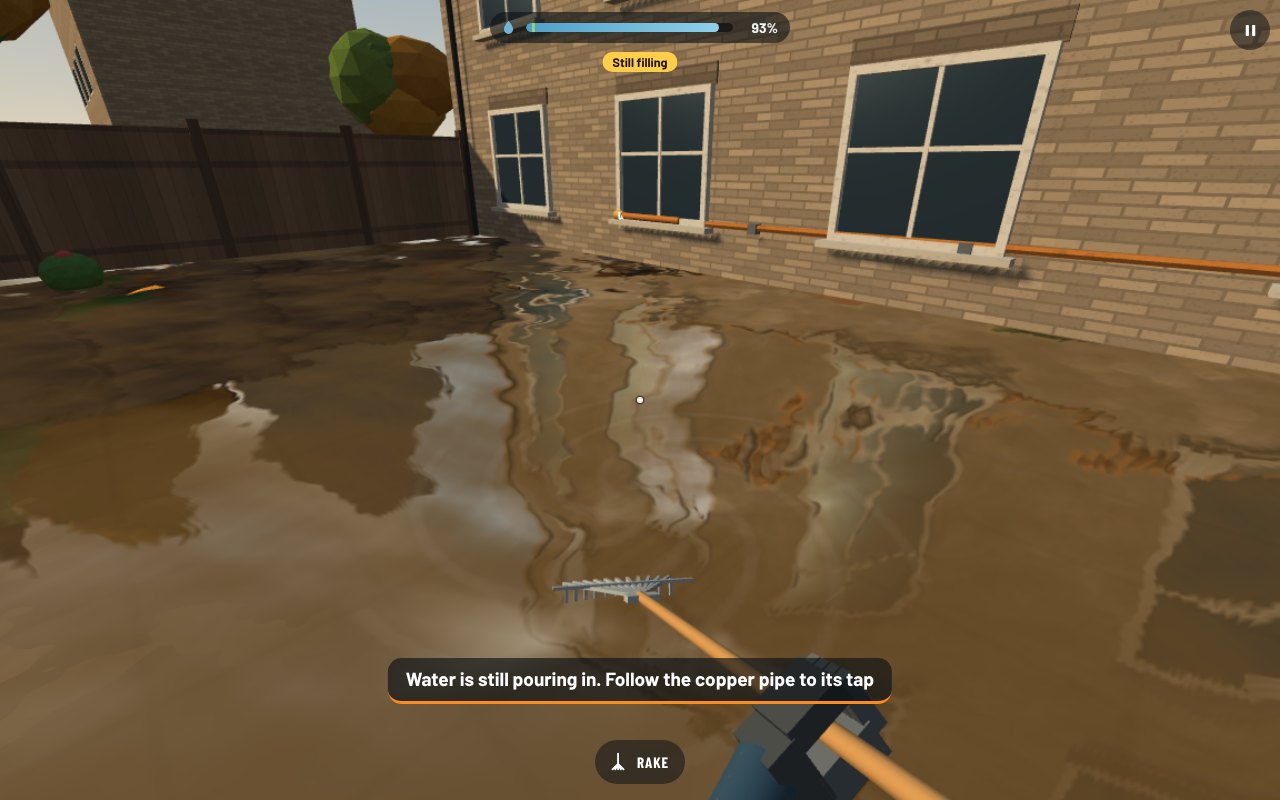 93%
Still filling
Water is still pouring in. Follow the copper pipe to its tap
RAKE